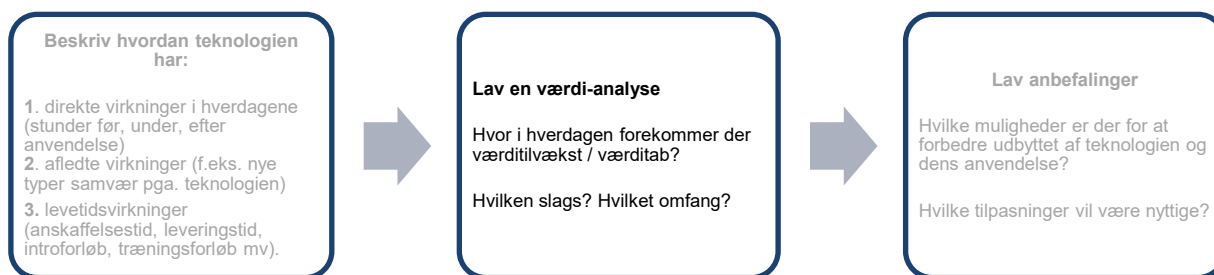 Beskriv hvordan teknologien
har:
1. direkte virkninger i hverdagene
(stunder før, under, efter
anvendelse)
2. afledte virkninger (f.eks. nye
typer samvær pga. teknologien)
3. levetidsvirkninger
(anskaffelsestid, leveringstid,
introforløb, træningsforløb mv).
Lav en værdi-analyse
Hvor i hverdagen forekommer der
værditilvækst / værditab?
Hvilken slags? Hvilket omfang?
Lav anbefalinger
Hvilke muligheder er der for at
forbedre udbyttet af teknologien og
dens anvendelse?
Hvilke tilpasninger vil være nyttige?